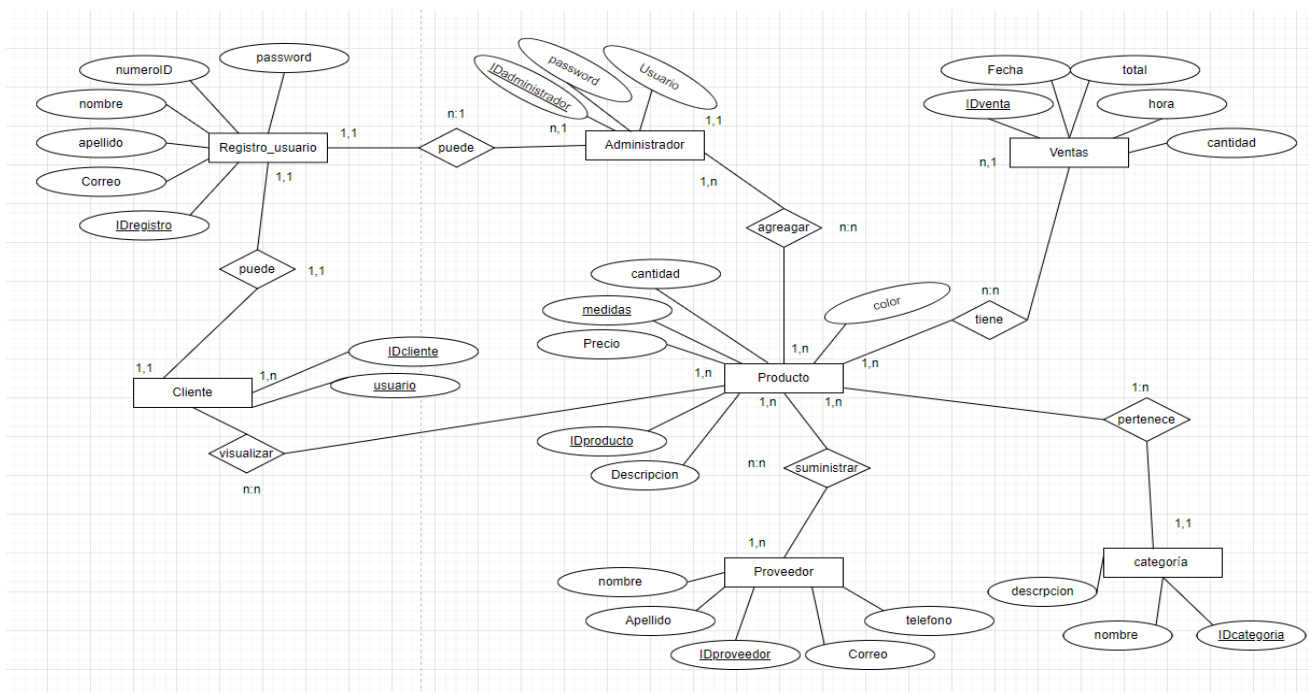 password
numeroID
nombre
apellido
Correo
IDregistro
Registro_usuario
1,1
1,1
n:1
puede
n,1
IDadministrador
password
Usuario
1,1
Administrador
1,n
agreagar
n:n
Fecha
total
IDventa
hora
cantidad
Ventas
n,1
n:n
tiene
puede
1,1
1,1
Cliente
1,n
IDcliente
usuario
visualizar
n:n
cantidad
medidas
Precio
color
1,n
1,n
1,n
Producto
1,n
1,n
IDproducto
Descripcion
n:n
suministrar
1:n
pertenece
1,1
categoría
descrpcion
nombre
IDcategoria
1,n
Proveedor
nombre
Apellido
IDproveedor
Correo
telefono